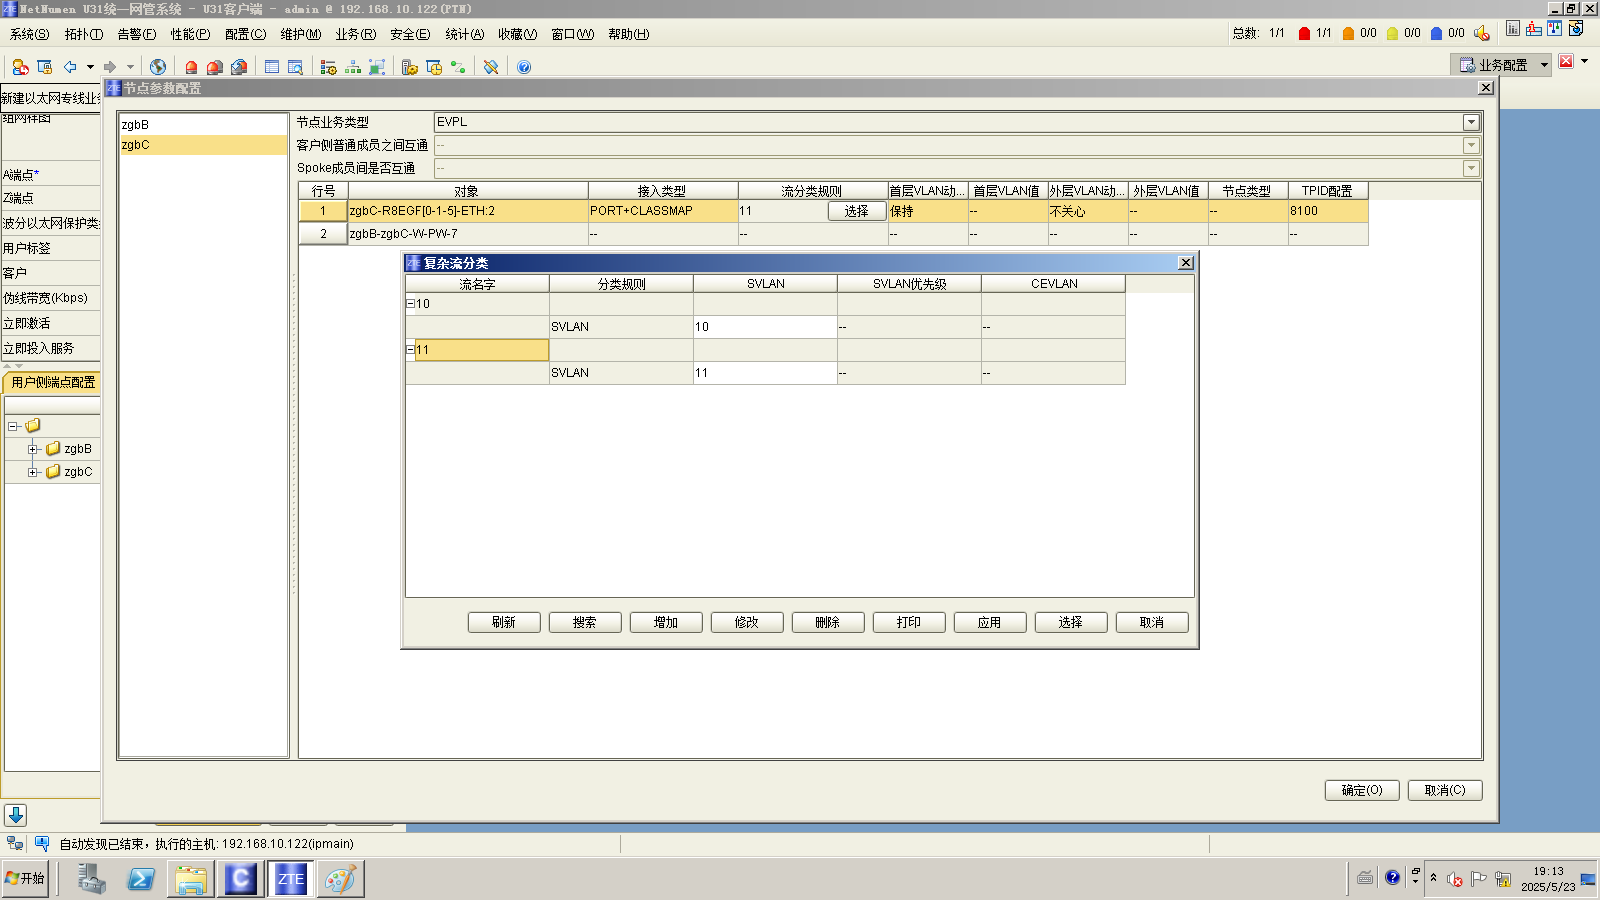 NetNumen U31统一网管系统 - U31客户端 - admin @ 192.168.10.122(PTN)
系统(S) 拓扑(T) 告警(F) 性能(P) 配置(C) 维护(M) 业务(R) 安全(E) 统计(A) 收藏(V) 窗口(W) 帮助(H)
总数: 1/1 1/1 0/0 0/0 0/0
业务配置
新建以太网专线业务
节点参数配置
组网样图
A端点*
Z端点
波分以太网保护类
用户标签
客户
伪线带宽(Kbps)
立即激活
立即投入服务
用户侧端点配置
zgbB
zgbC
zgbB
zgbC
节点业务类型 EVPL
客户侧普通成员之间互通 --
Spoke成员间是否互通 --
行号 对象 接入类型 流分类规则 首层VLAN动... 首层VLAN值 外层VLAN动... 外层VLAN值 节点类型 TPID配置
1 zgbC-R8EGF[0-1-5]-ETH:2 PORT+CLASSMAP 11 选择 保持 -- 不关心 -- -- 8100
2 zgbB-zgbC-W-PW-7 -- -- -- -- -- -- -- --
复杂流分类
流名字 分类规则 SVLAN SVLAN优先级 CEVLAN
10
SVLAN 10 -- --
11
SVLAN 11 -- --
刷新 搜索 增加 修改 删除 打印 应用 选择 取消
确定(O) 取消(C)
自动发现已结束，执行的主机: 192.168.10.122(ipmain)
开始 C ZTE
19:13
2025/5/23